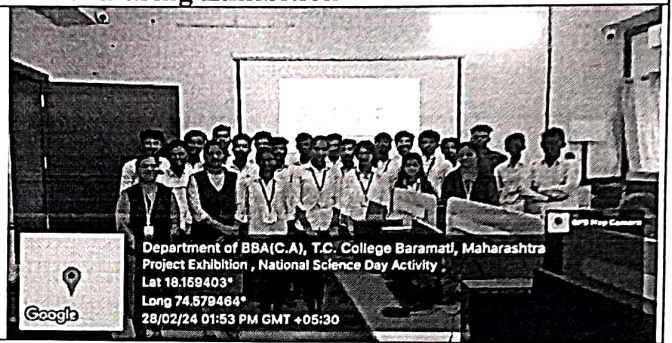 GPS Map Camera
Department of BBA(C.A), T.C. College Baramati, Maharashtra
Project Exhibition , National Science Day Activity
Lat 18.159403°
Long 74.579464°
28/02/24 01:53 PM GMT +05:30
Google